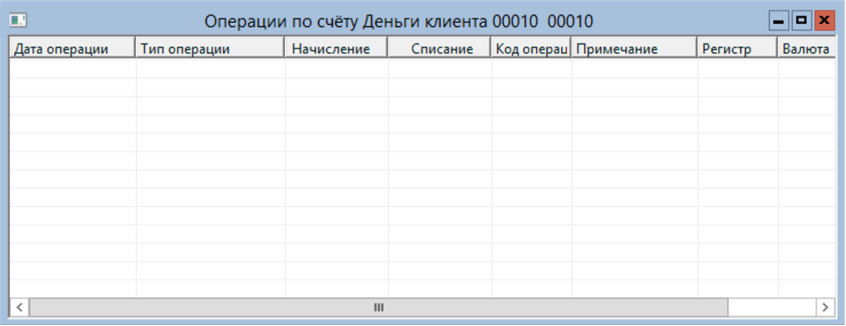 Операции по счёту Деньги клиента 00010 00010
Дата операции Тип операции Начисление Списание Код операц Примечание Регистр Валюта